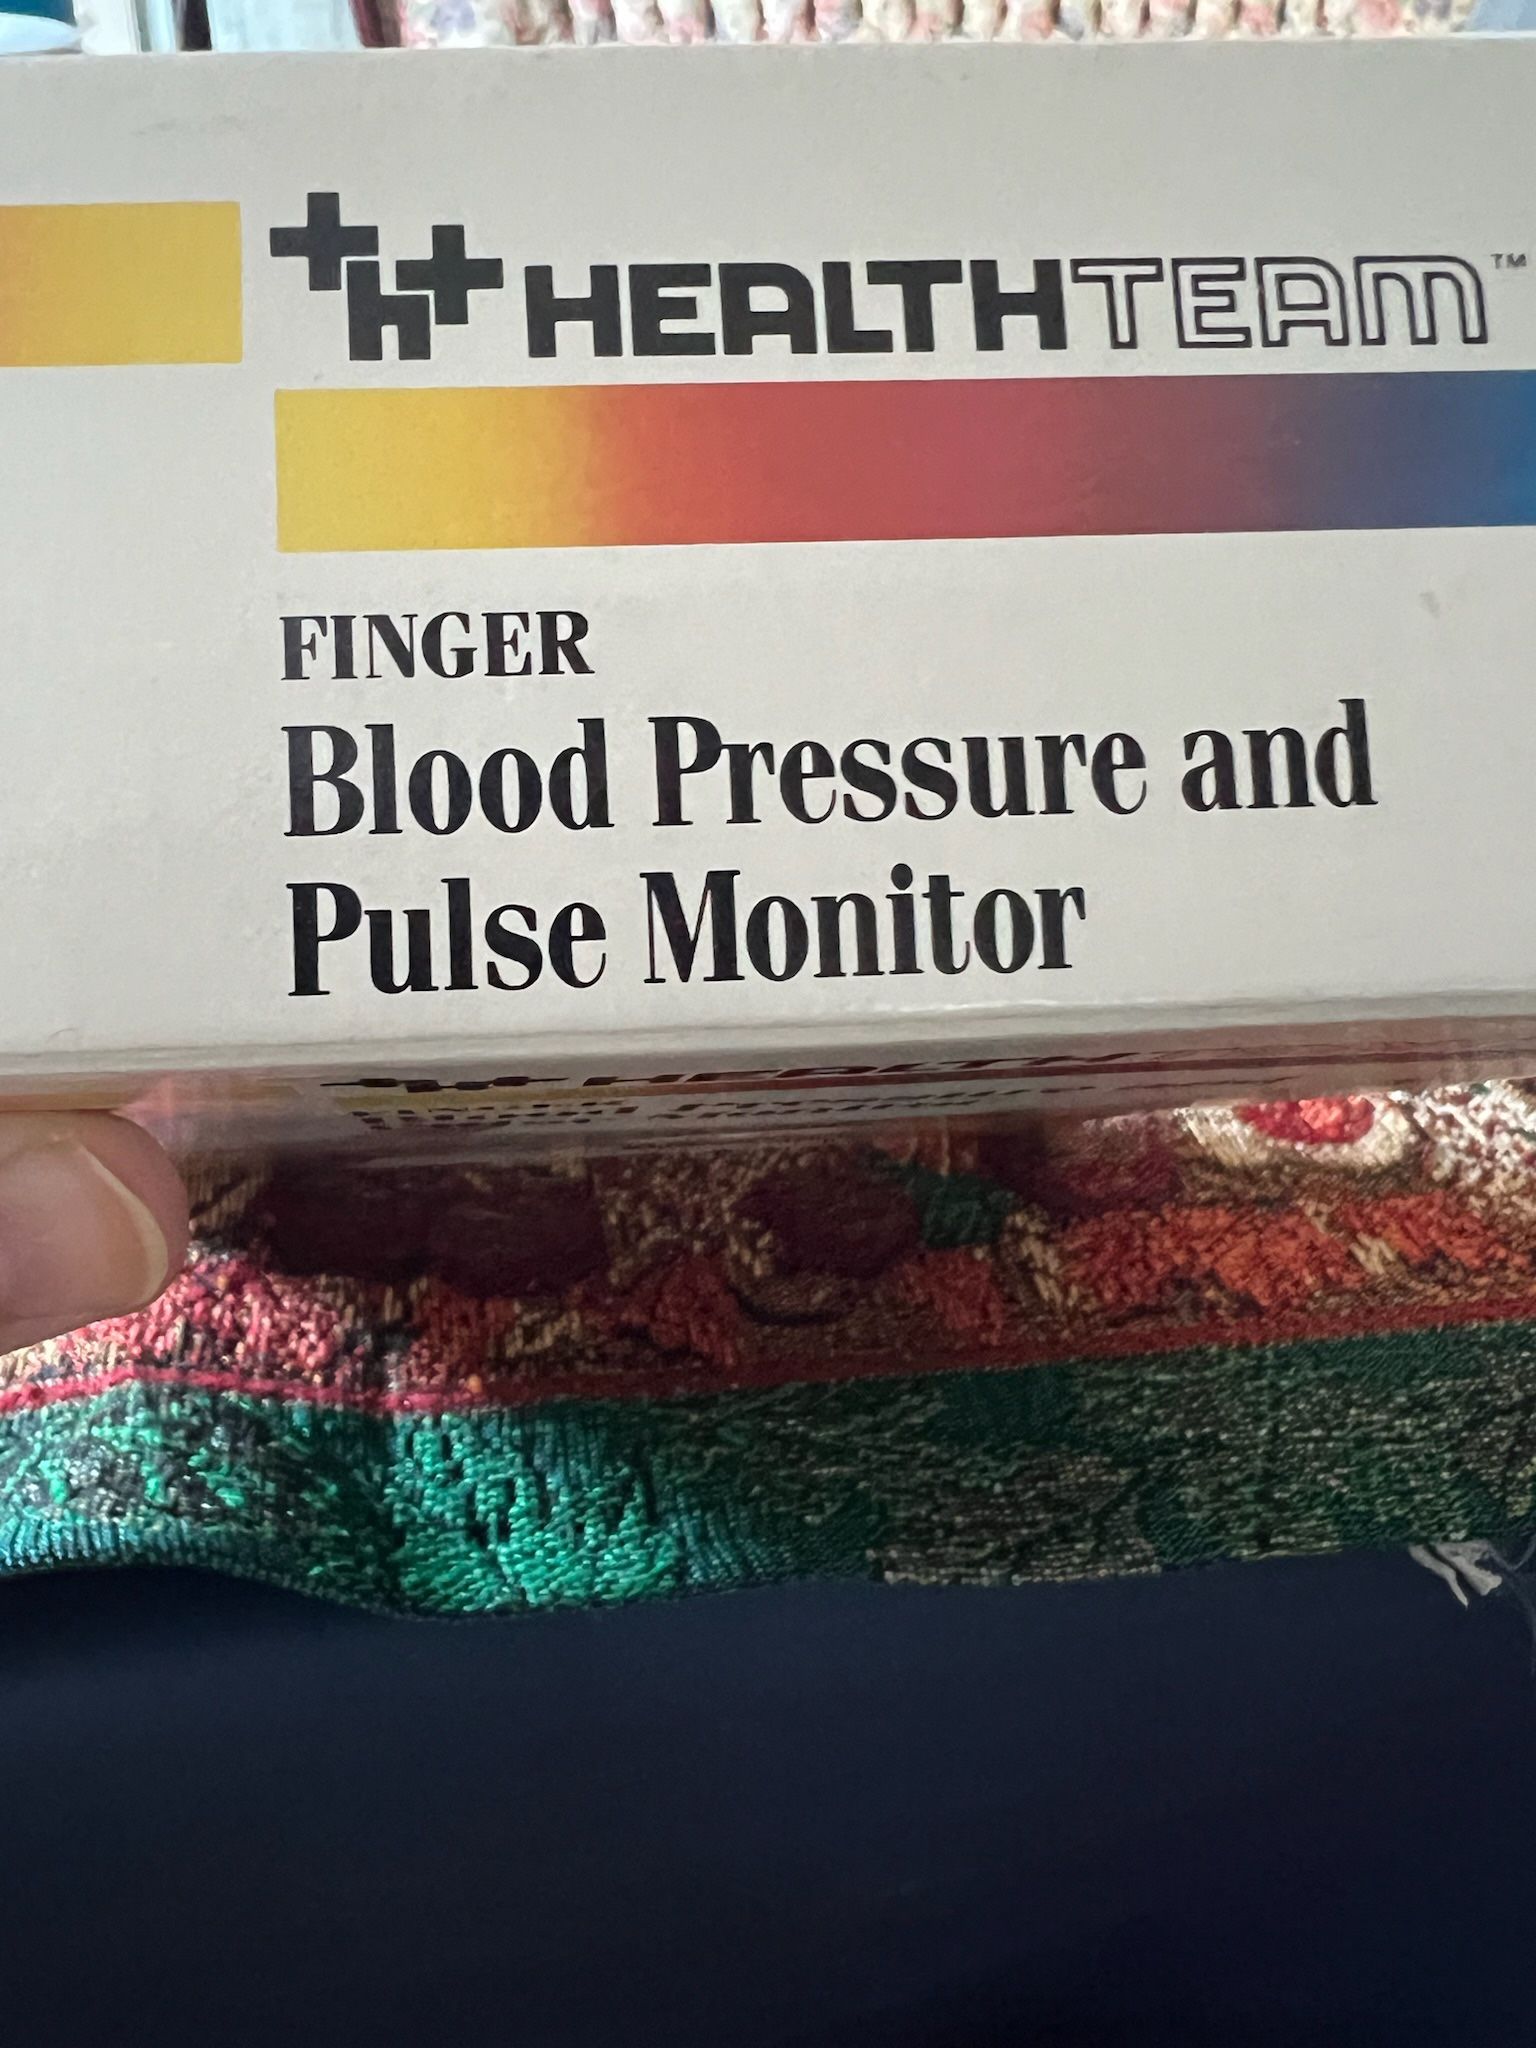 HEALTHTEAM™
FINGER
Blood Pressure and
Pulse Monitor